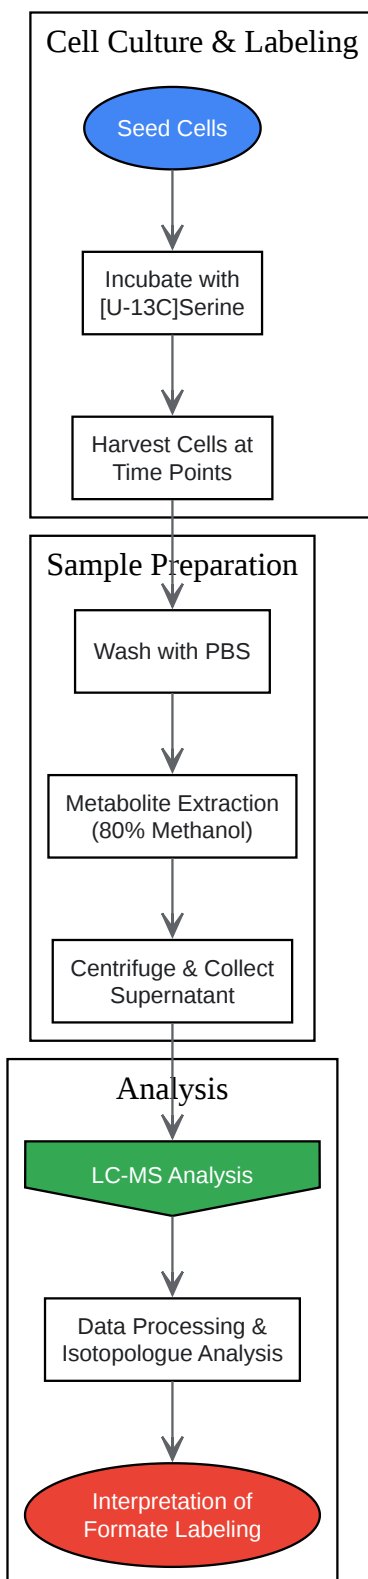 Cell Culture & Labeling
Seed Cells
Incubate with
[U-13C]Serine
Harvest Cells at
Time Points
Sample Preparation
Wash with PBS
Metabolite Extraction
(80% Methanol)
Centrifuge & Collect
Supernatant
Analysis
LC-MS Analysis
Data Processing &
Isotopologue Analysis
Interpretation of
Formate Labeling